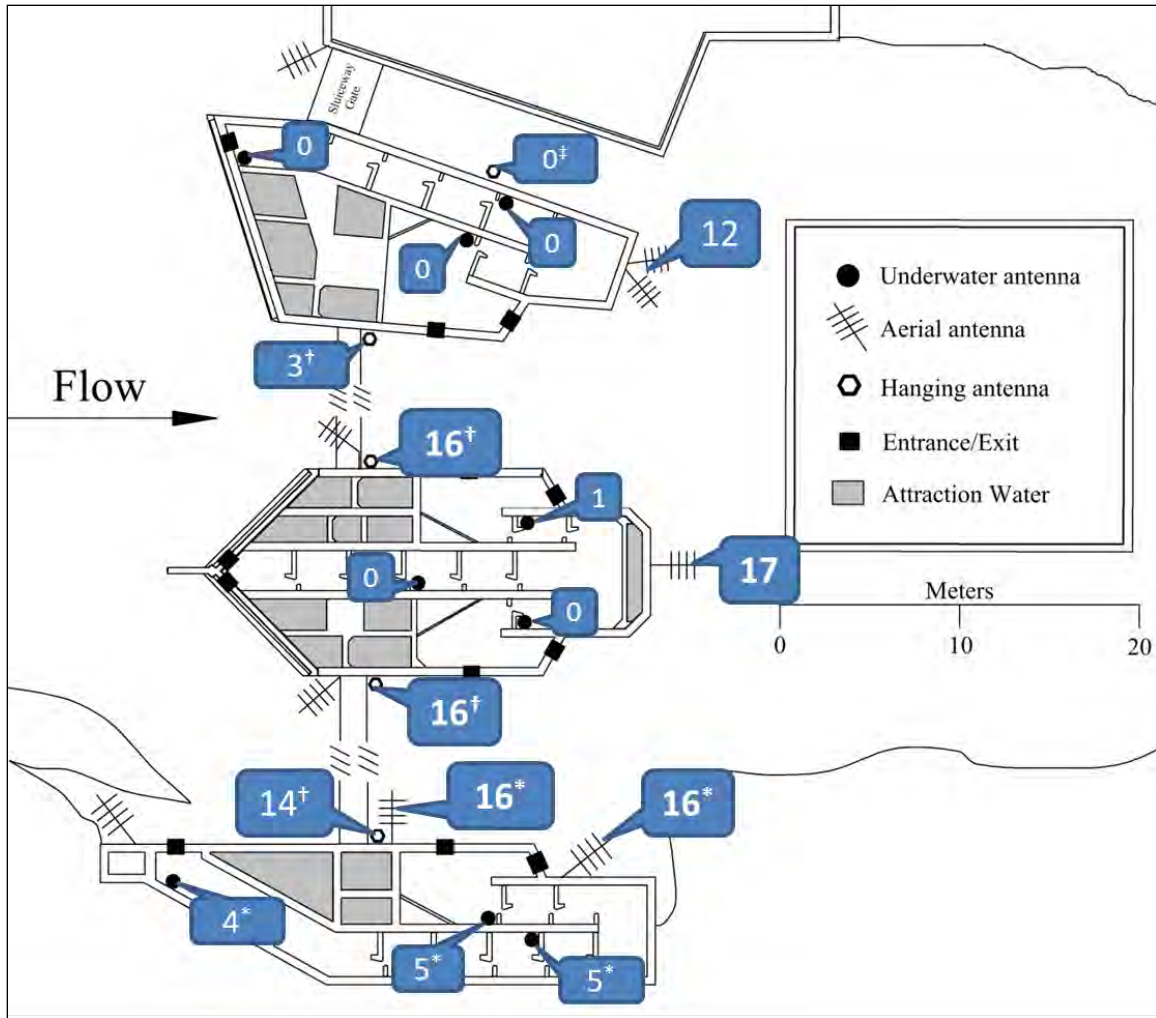 Sluiceway
Gate
0
0‡
0
0
12
3†
Flow
16†
1
0
0
17
16†
14†
16*
16*
4*
5*
5*
Underwater antenna
Aerial antenna
Hanging antenna
Entrance/Exit
Attraction Water
Meters
0 10 20